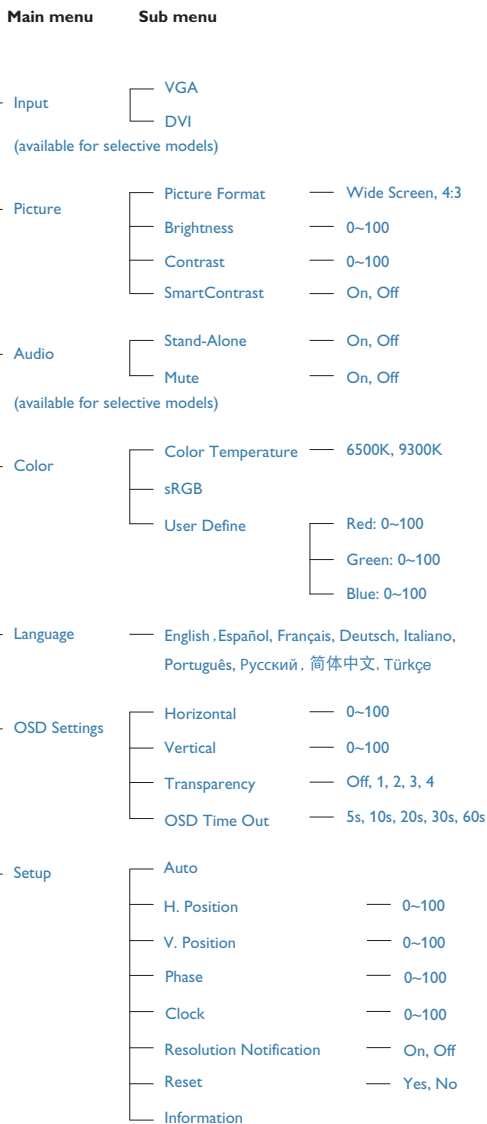 Main menu Sub menu
VGA
Input
DVI
(available for selective models)
Picture Format Wide Screen, 4:3
Picture
Brightness 0~100
Contrast 0~100
SmartContrast On, Off
Stand-Alone On, Off
Audio
Mute On, Off
(available for selective models)
Color Temperature 6500K, 9300K
Color
sRGB
User Define Red: 0~100
Green: 0~100
Blue: 0~100
Language English, Español, Français, Deutsch, Italiano,
Português, Русский, 简体中文, Türkçe
Horizontal 0~100
OSD Settings
Vertical 0~100
Transparency Off, 1, 2, 3, 4
OSD Time Out 5s, 10s, 20s, 30s, 60s
Auto
Setup
H. Position 0~100
V. Position 0~100
Phase 0~100
Clock 0~100
Resolution Notification On, Off
Reset Yes, No
Information